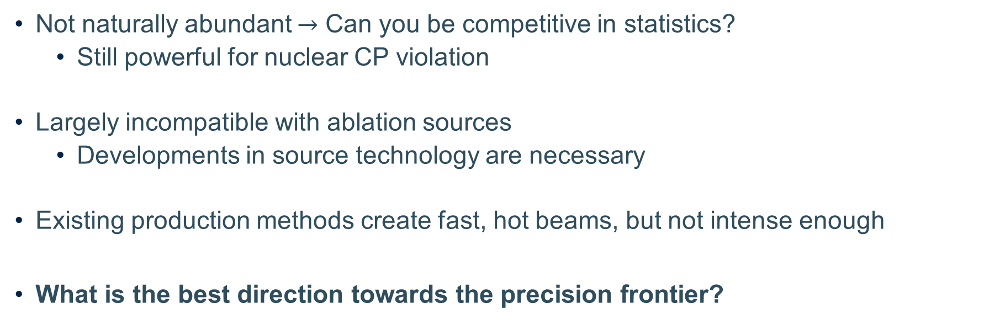 • Not naturally abundant → Can you be competitive in statistics?
• Still powerful for nuclear CP violation
• Largely incompatible with ablation sources
• Developments in source technology are necessary
• Existing production methods create fast, hot beams, but not intense enough
• What is the best direction towards the precision frontier?